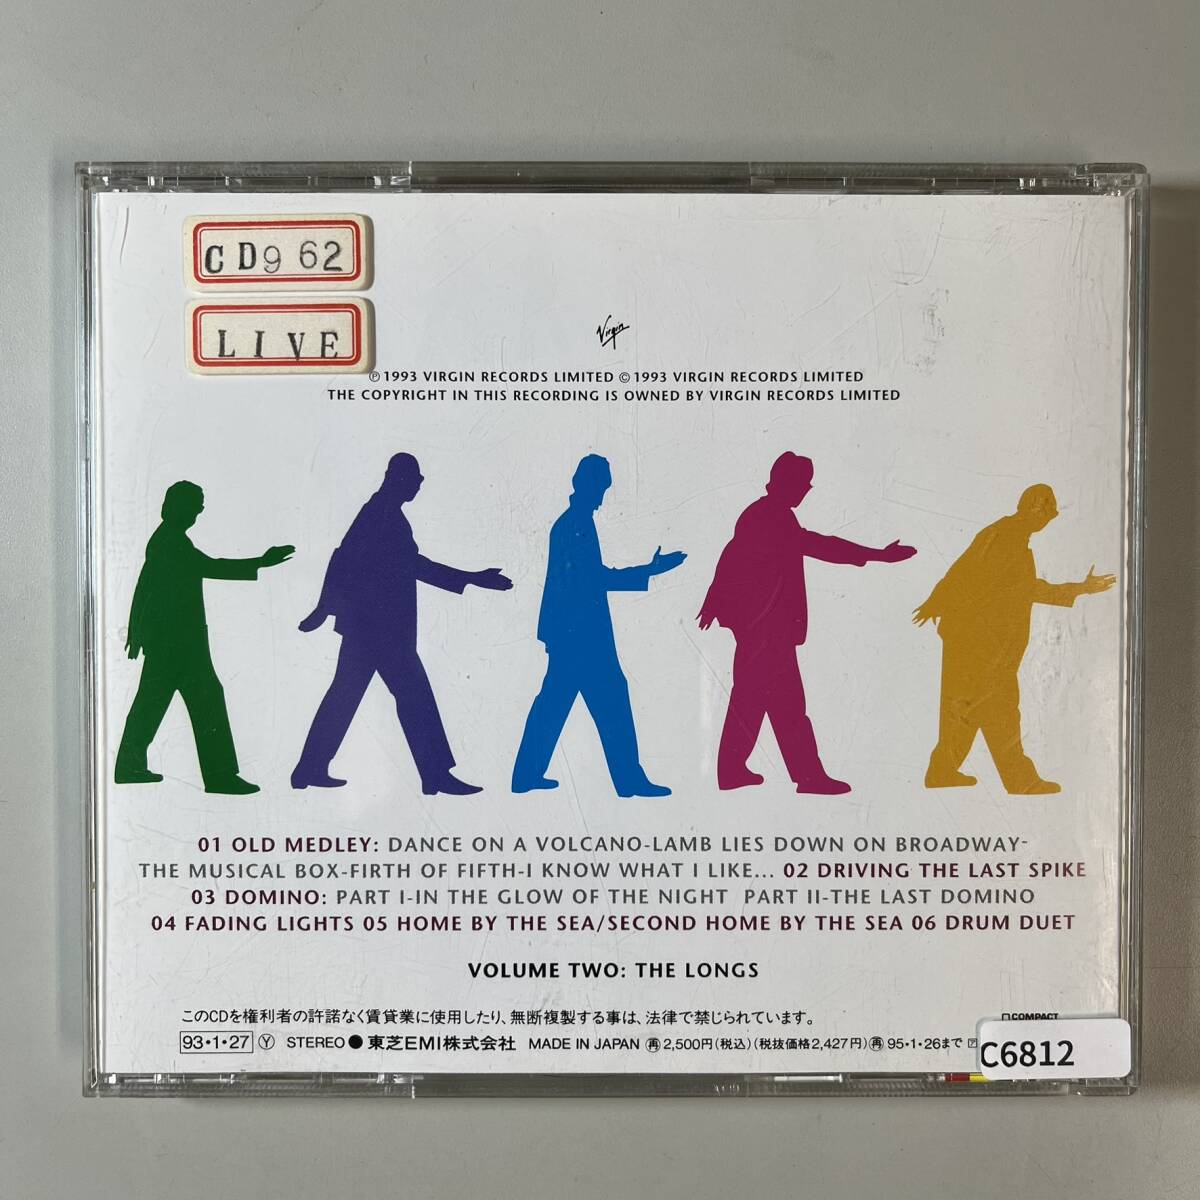 CD962
LIVE
Virgin
℗ 1993 VIRGIN RECORDS LIMITED © 1993 VIRGIN RECORDS LIMITED
THE COPYRIGHT IN THIS RECORDING IS OWNED BY VIRGIN RECORDS LIMITED
01 OLD MEDLEY: DANCE ON A VOLCANO-LAMB LIES DOWN ON BROADWAY-
THE MUSICAL BOX-FIRTH OF FIFTH-I KNOW WHAT I LIKE... 02 DRIVING THE LAST SPIKE
03 DOMINO: PART I-IN THE GLOW OF THE NIGHT PART II-THE LAST DOMINO
04 FADING LIGHTS 05 HOME BY THE SEA/SECOND HOME BY THE SEA 06 DRUM DUET
VOLUME TWO: THE LONGS
このCDを権利者の許諾なく賃貸業に使用したり、無断複製する事は、法律で禁じられています。
COMPACT
93・1・27 Ⓨ STEREO ● 東芝EMI株式会社 MADE IN JAPAN ㊢ 2,500円(税込)(税抜価格2,427円) ㊢ 95・1・26まで
C6812